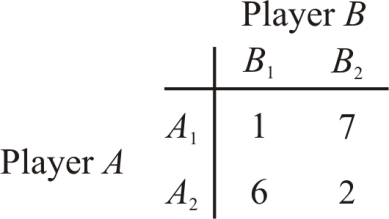 Player B
B₁ B₂
A₁ 1 7
Player A
A₂ 6 2